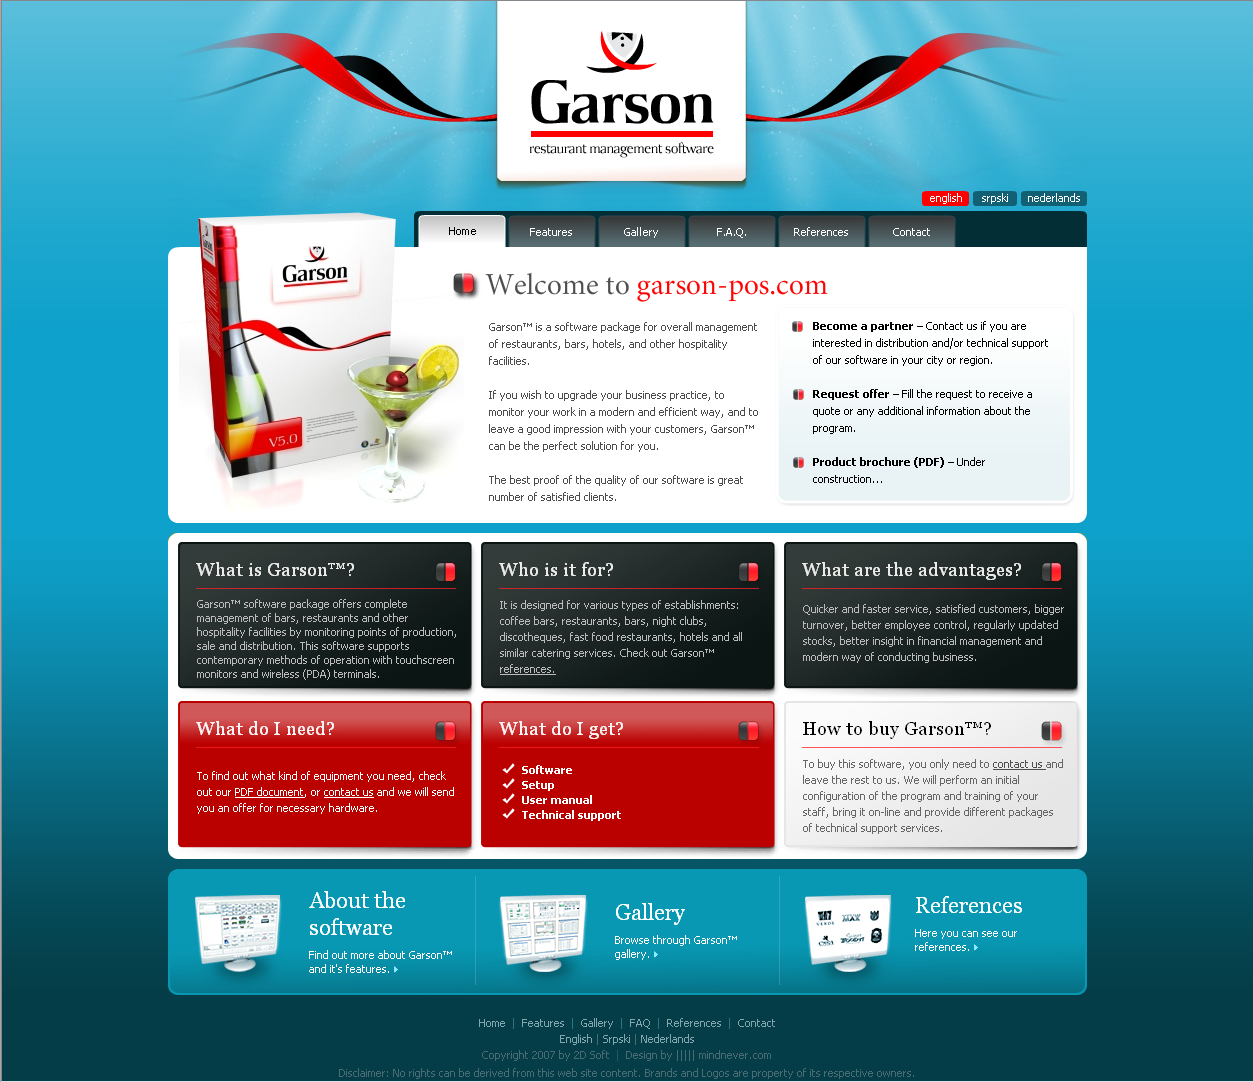 Garson
restaurant management software
english srpski nederlands
Home Features Gallery F.A.Q. References Contact
Garson
V5.0
Welcome to garson-pos.com
Garson™ is a software package for overall management
of restaurants, bars, hotels, and other hospitality
facilities.
If you wish to upgrade your business practice, to
monitor your work in a modern and efficient way, and to
leave a good impression with your customers, Garson™
can be the perfect solution for you.
The best proof of the quality of our software is great
number of satisfied clients.
Become a partner – Contact us if you are
interested in distribution and/or technical support
of our software in your city or region.
Request offer – Fill the request to receive a
quote or any additional information about the
program.
Product brochure (PDF) – Under
construction...
What is Garson™?
Garson™ software package offers complete
management of bars, restaurants and other
hospitality facilities by monitoring points of production,
sale and distribution. This software supports
contemporary methods of operation with touchscreen
monitors and wireless (PDA) terminals.
Who is it for?
It is designed for various types of establishments:
coffee bars, restaurants, bars, night clubs,
discotheques, fast food restaurants, hotels and all
similar catering services. Check out Garson™
references.
What are the advantages?
Quicker and faster service, satisfied customers, bigger
turnover, better employee control, regularly updated
stocks, better insight in financial management and
modern way of conducting business.
What do I need?
To find out what kind of equipment you need, check
out our PDF document, or contact us and we will send
you an offer for necessary hardware.
What do I get?
Software
Setup
User manual
Technical support
How to buy Garson™?
To buy this software, you only need to contact us and
leave the rest to us. We will perform an initial
configuration of the program and training of your
staff, bring it on-line and provide different packages
of technical support services.
About the
software
Find out more about Garson™
and it's features.
Gallery
Browse through Garson™
gallery.
References
Here you can see our
references.
Home | Features | Gallery | FAQ | References | Contact
English | Srpski | Nederlands
Copyright 2007 by 2D Soft | Design by ||||| mindnever.com
Disclaimer: No rights can be derived from this web site content. Brands and Logos are property of its respective owners.